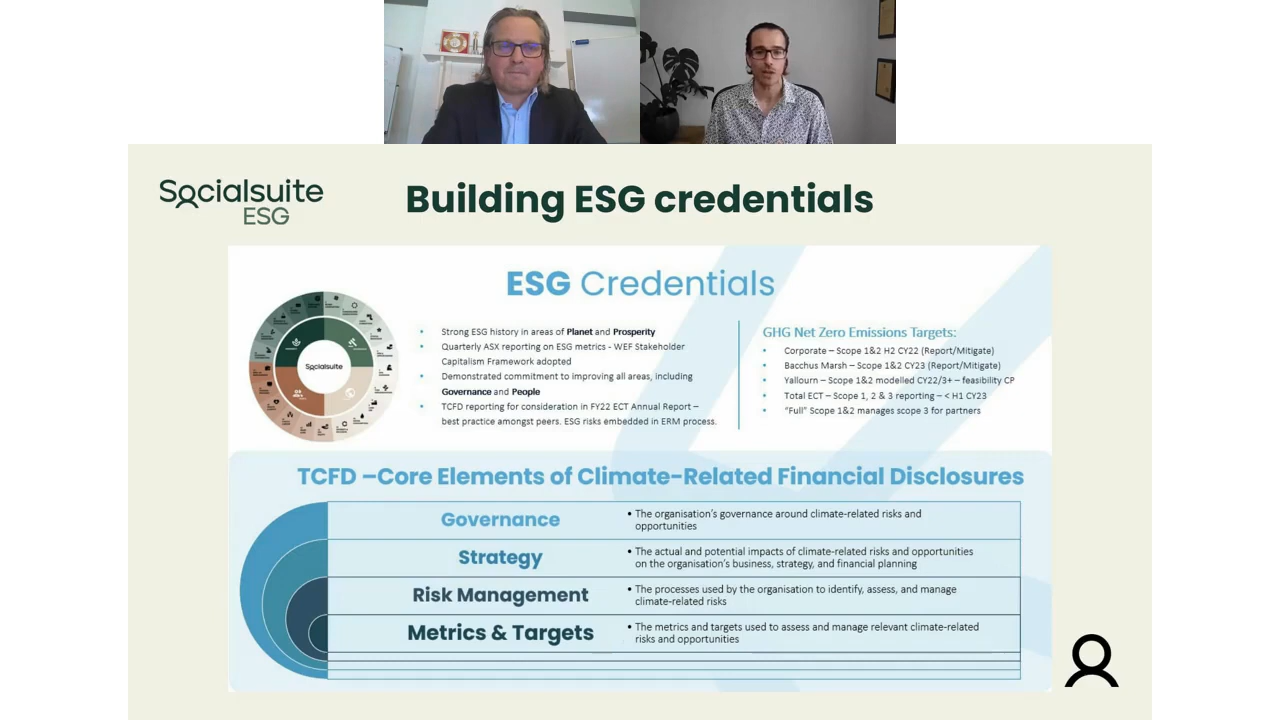 Socialsuite
ESG
Building ESG credentials
ESG Credentials
Socialsuite
• Strong ESG history in areas of Planet and Prosperity
• Quarterly ASX reporting on ESG metrics - WEF Stakeholder
Capitalism Framework adopted
• Demonstrated commitment to improving all areas, including
Governance and People
• TCFD reporting for consideration in FY22 ECT Annual Report –
best practice amongst peers. ESG risks embedded in ERM process.
GHG Net Zero Emissions Targets:
• Corporate – Scope 1&2 H2 CY22 (Report/Mitigate)
• Bacchus Marsh – Scope 1&2 CY23 (Report/Mitigate)
• Yallourn – Scope 1&2 modelled CY22/3+ – feasibility CP
• Total ECT – Scope 1, 2 & 3 reporting – < H1 CY23
• “Full” Scope 1&2 manages scope 3 for partners
TCFD –Core Elements of Climate-Related Financial Disclosures
Governance
• The organisation’s governance around climate-related risks and
opportunities
Strategy
• The actual and potential impacts of climate-related risks and opportunities
on the organisation’s business, strategy, and financial planning
Risk Management
• The processes used by the organisation to identify, assess, and manage
climate-related risks
Metrics & Targets
• The metrics and targets used to assess and manage relevant climate-related
risks and opportunities